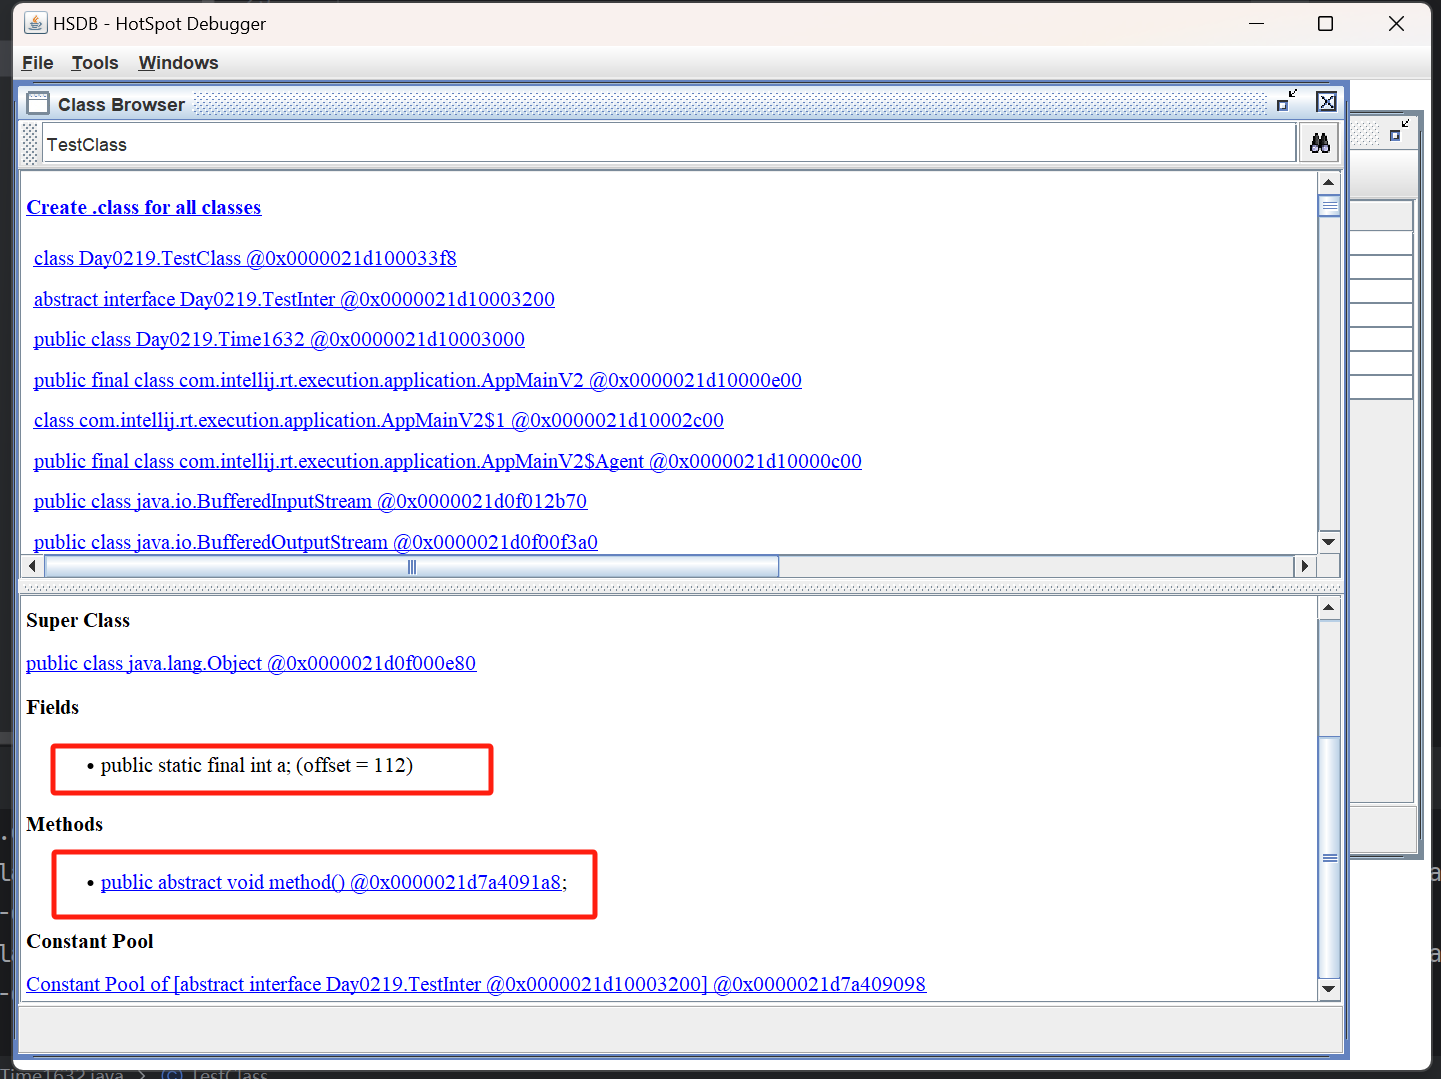 HSDB - HotSpot Debugger
File Tools Windows
Class Browser
TestClass
Create .class for all classes
class Day0219.TestClass @0x0000021d100033f8
abstract interface Day0219.TestInter @0x0000021d10003200
public class Day0219.Time1632 @0x0000021d10003000
public final class com.intellij.rt.execution.application.AppMainV2 @0x0000021d10000e00
class com.intellij.rt.execution.application.AppMainV2$1 @0x0000021d10002c00
public final class com.intellij.rt.execution.application.AppMainV2$Agent @0x0000021d10000c00
public class java.io.BufferedInputStream @0x0000021d0f012b70
public class java.io.BufferedOutputStream @0x0000021d0f00f3a0
Super Class
public class java.lang.Object @0x0000021d0f000e80
Fields
• public static final int a; (offset = 112)
Methods
• public abstract void method() @0x0000021d7a4091a8;
Constant Pool
Constant Pool of [abstract interface Day0219.TestInter @0x0000021d10003200] @0x0000021d7a409098
Time1632.java > TestClass